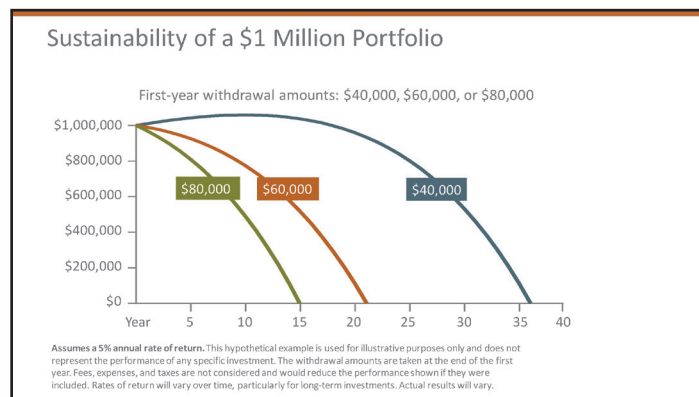 Sustainability of a $1 Million Portfolio
First-year withdrawal amounts: $40,000, $60,000, or $80,000
$1,000,000
$800,000
$600,000
$400,000
$200,000
$0
$80,000
$60,000
$40,000
Year 5 10 15 20 25 30 35 40
Assumes a 5% annual rate of return. This hypothetical example is used for illustrative purposes only and does not
represent the performance of any specific investment. The withdrawal amounts are taken at the end of the first
year. Fees, expenses, and taxes are not considered and would reduce the performance shown if they were
included. Rates of return will vary over time, particularly for long-term investments. Actual results will vary.